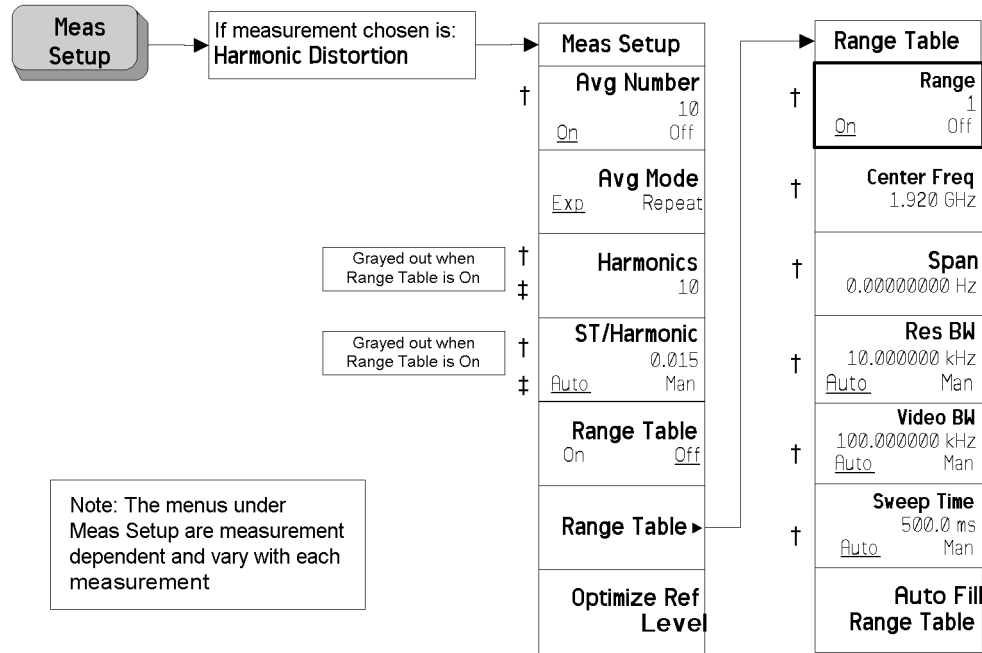 Meas
Setup
If measurement chosen is:
Harmonic Distortion
Meas Setup
†
Avg Number
10
On Off
Avg Mode
Exp Repeat
Grayed out when
Range Table is On
†
‡
Harmonics
10
Grayed out when
Range Table is On
†
‡
ST/Harmonic
0.015
Auto Man
Range Table
On Off
Range Table
Optimize Ref
Level
Note: The menus under
Meas Setup are measurement
dependent and vary with each
measurement
Range Table
†
Range
1
On Off
†
Center Freq
1.920 GHz
†
Span
0.00000000 Hz
†
Res BW
10.000000 kHz
Auto Man
†
Video BW
100.000000 kHz
Auto Man
†
Sweep Time
500.0 ms
Auto Man
Auto Fill
Range Table